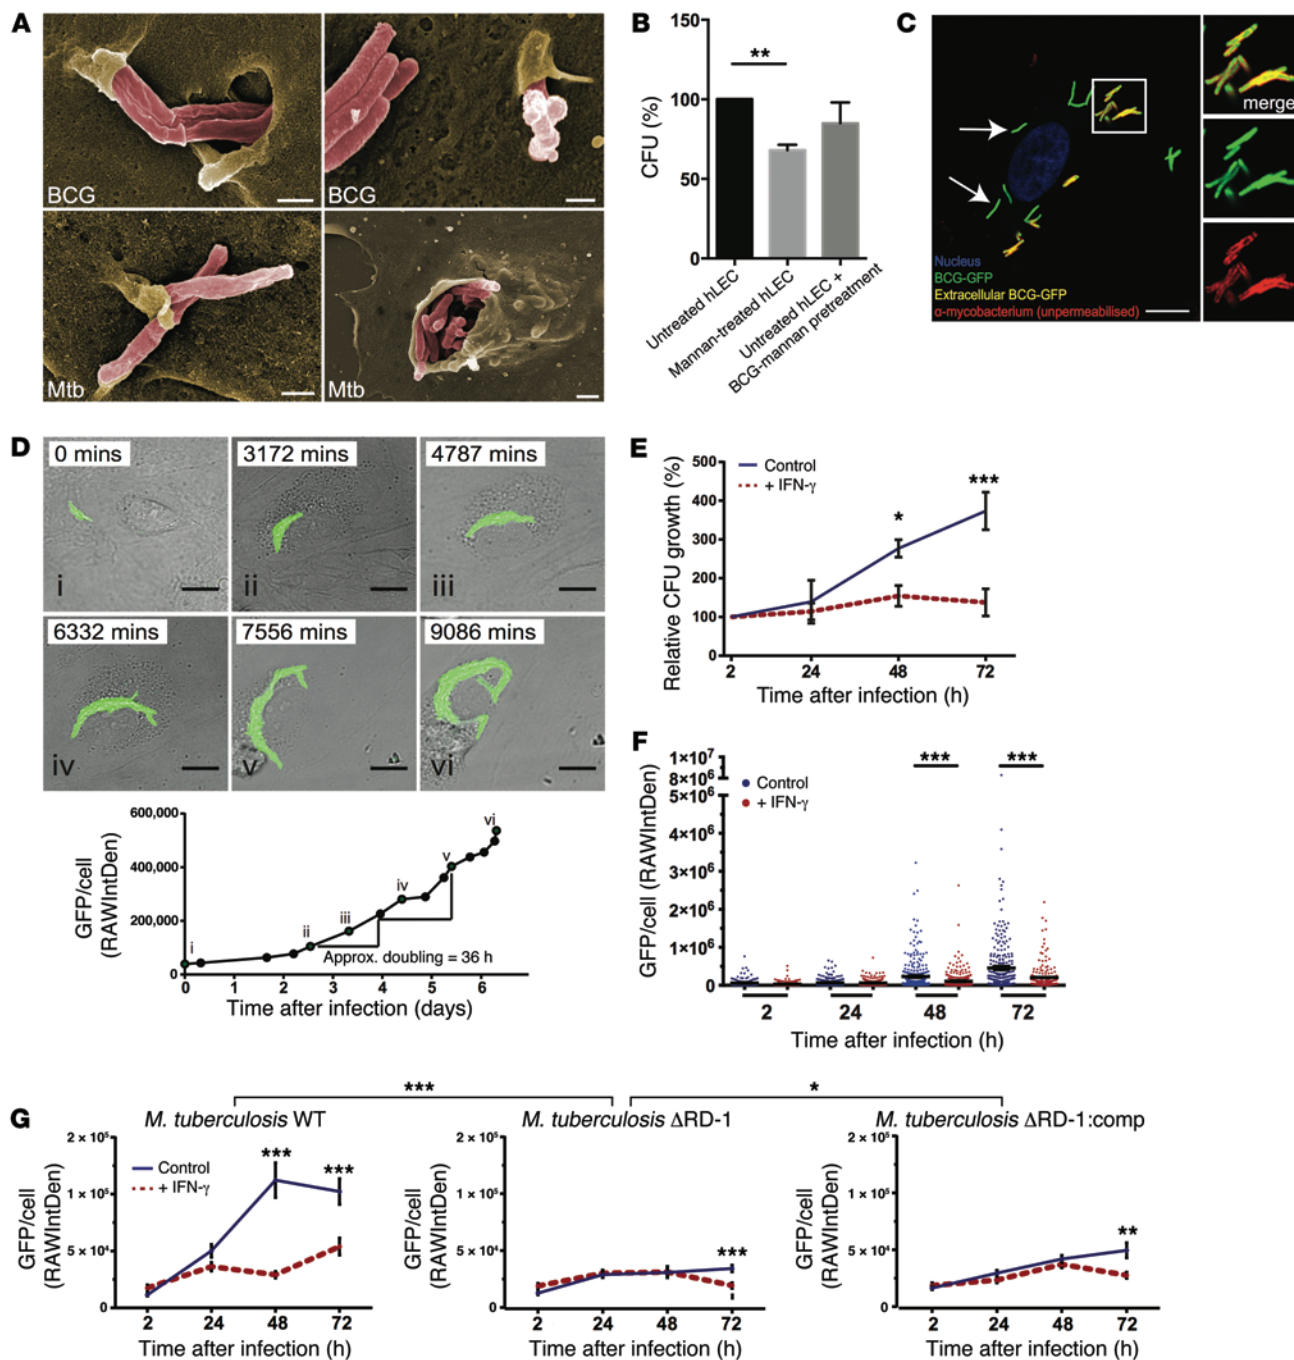 A
BCG
BCG
Mtb
Mtb
B
**
CFU (%)
150
100
50
0
Untreated hLEC
Mannan-treated hLEC
Untreated hLEC +
BCG-mannan pretreatment
C
merge
Nucleus
BCG-GFP
Extracellular BCG-GFP
α-mycobacterium (unpermeabilised)
D
0 mins
3172 mins
4787 mins
i
ii
iii
6332 mins
7556 mins
9086 mins
iv
v
vi
GFP/cell
(RAWIntDen)
600,000
400,000
200,000
0
i
ii
iii
iv
v
vi
Approx. doubling = 36 h
0 1 2 3 4 5 6
Time after infection (days)
E
Relative CFU growth (%)
500
400
300
200
100
0
Control
+ IFN-γ
*
***
2 24 48 72
Time after infection (h)
F
GFP/cell (RAWIntDen)
1×10⁷
8×10⁶
5×10⁶
4×10⁶
3×10⁶
2×10⁶
1×10⁶
0
Control
+ IFN-γ
***
***
2 24 48 72
Time after infection (h)
***
*
G
M. tuberculosis WT
GFP/cell
(RAWIntDen)
2 × 10⁵
1 × 10⁵
5 × 10⁴
0
Control
+ IFN-γ
***
***
2 24 48 72
Time after infection (h)
M. tuberculosis ΔRD-1
GFP/cell
(RAWIntDen)
2 × 10⁵
1 × 10⁵
5 × 10⁴
0
***
2 24 48 72
Time after infection (h)
M. tuberculosis ΔRD-1:comp
GFP/cell
(RAWIntDen)
2 × 10⁵
1 × 10⁵
5 × 10⁴
0
**
2 24 48 72
Time after infection (h)